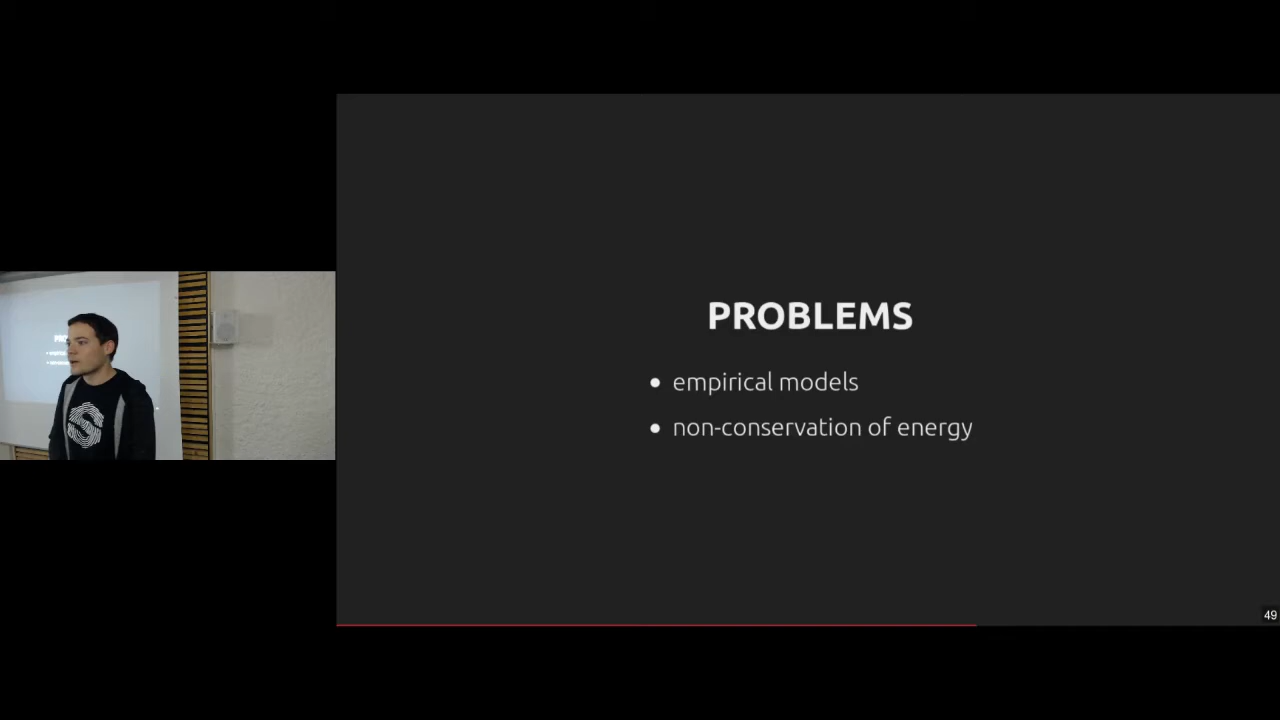 PROBLEMS
• empirical models
• non-conservation of energy
49